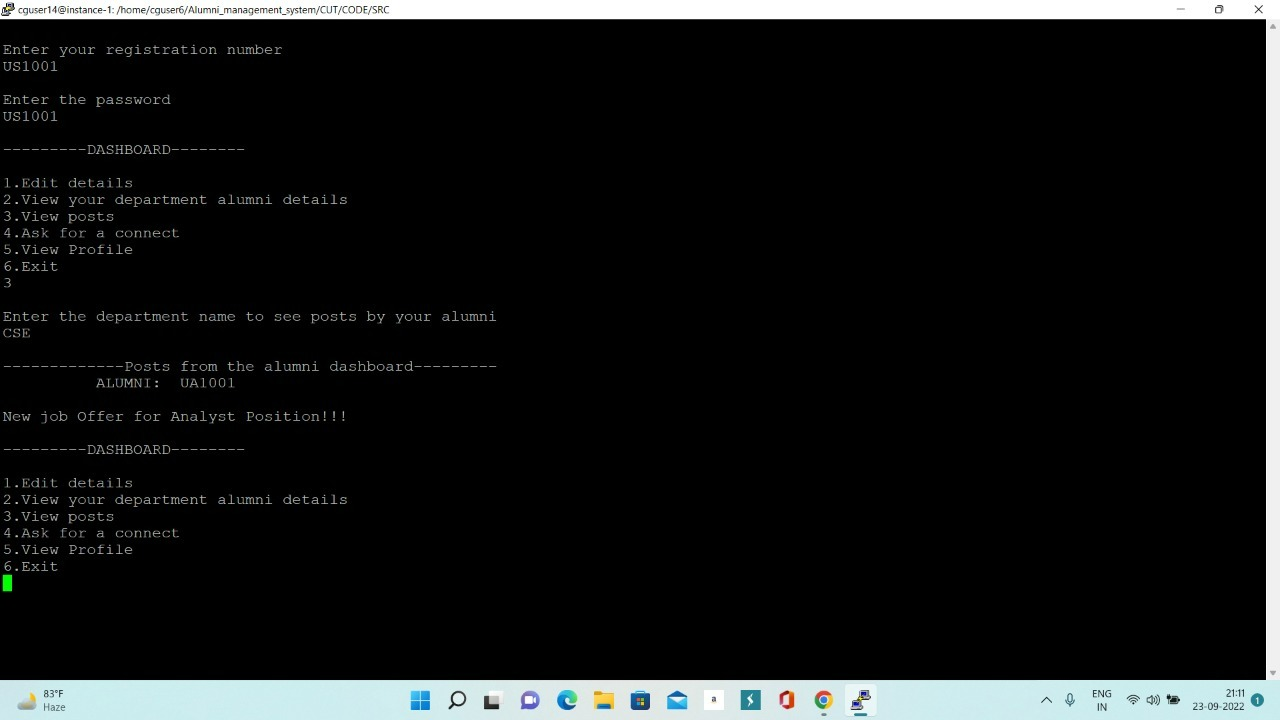 cguser14@instance-1: /home/cguser6/Alumni_management_system/CUT/CODE/SRC
Enter your registration number
US1001
Enter the password
US1001
---------DASHBOARD--------
1.Edit details
2.View your department alumni details
3.View posts
4.Ask for a connect
5.View Profile
6.Exit
3
Enter the department name to see posts by your alumni
CSE
-------------Posts from the alumni dashboard---------
ALUMNI:  UA1001
New job Offer for Analyst Position!!!
---------DASHBOARD--------
1.Edit details
2.View your department alumni details
3.View posts
4.Ask for a connect
5.View Profile
6.Exit
83°F
Haze
a
ENG
IN
21:11
23-09-2022
1